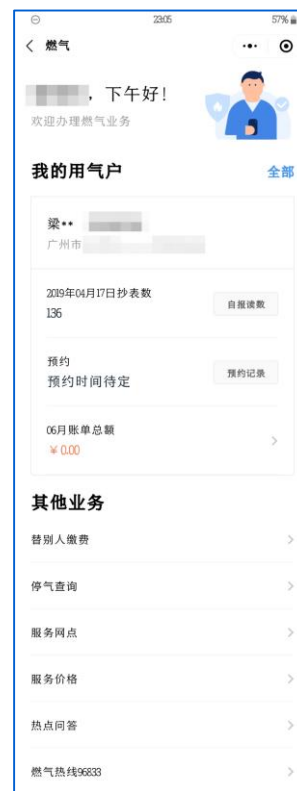 23:05
57%
燃气
，下午好!
欢迎办理燃气业务
我的用气户
全部
梁**
广州市
2019年04月17日抄表数
136
自报读数
预约
预约时间待定
预约记录
06月账单总额
¥ 0.00
其他业务
替别人缴费
停气查询
服务网点
服务价格
热点问答
燃气热线96833